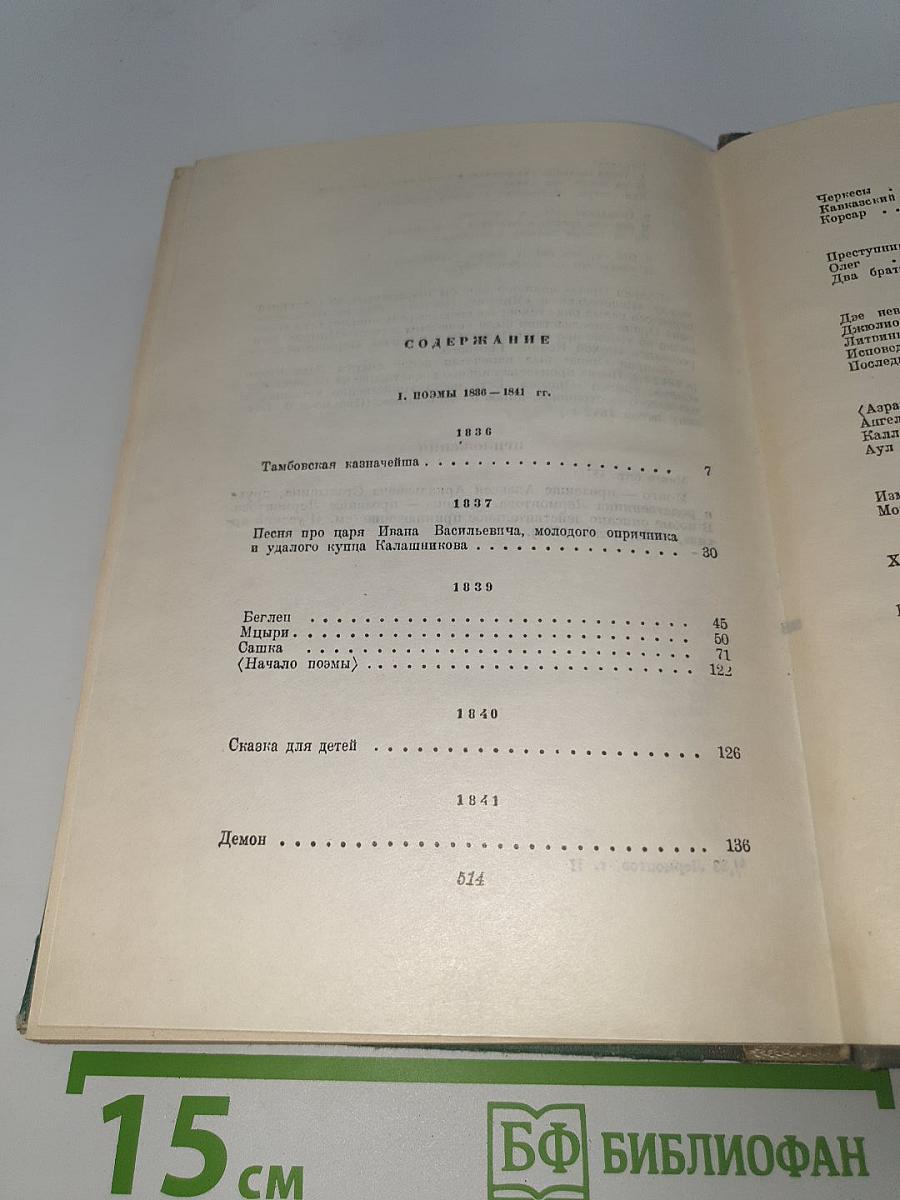 СОДЕРЖАНИЕ
I. ПОЭМЫ 1836 — 1841 гг.
1836
Тамбовская казначейша . . . . . . . . . . . . . . . . . . 7
1837
Песня про царя Ивана Васильевича, молодого опричника
и удалого купца Калашникова . . . . . . . . . . . . . . . 30
1839
Беглец . . . . . . . . . . . . . . . . . . . . . . . . . 45
Мцыри . . . . . . . . . . . . . . . . . . . . . . . . . 50
Сашка . . . . . . . . . . . . . . . . . . . . . . . . . 71
⟨Начало поэмы⟩ . . . . . . . . . . . . . . . . . . . . . 122
1840
Сказка для детей . . . . . . . . . . . . . . . . . . . . 126
1841
Демон . . . . . . . . . . . . . . . . . . . . . . . . . 136
514
Черкесы .
Кавказский
Корсар . .
Преступни
Олег .
Два брат
Две нев
Джюлио
Литвин
Исповед
Последн
⟨Азра
Ангел
Калл
Аул
Изм
Мо
Х
15 см
БФ БИБЛИОФАН